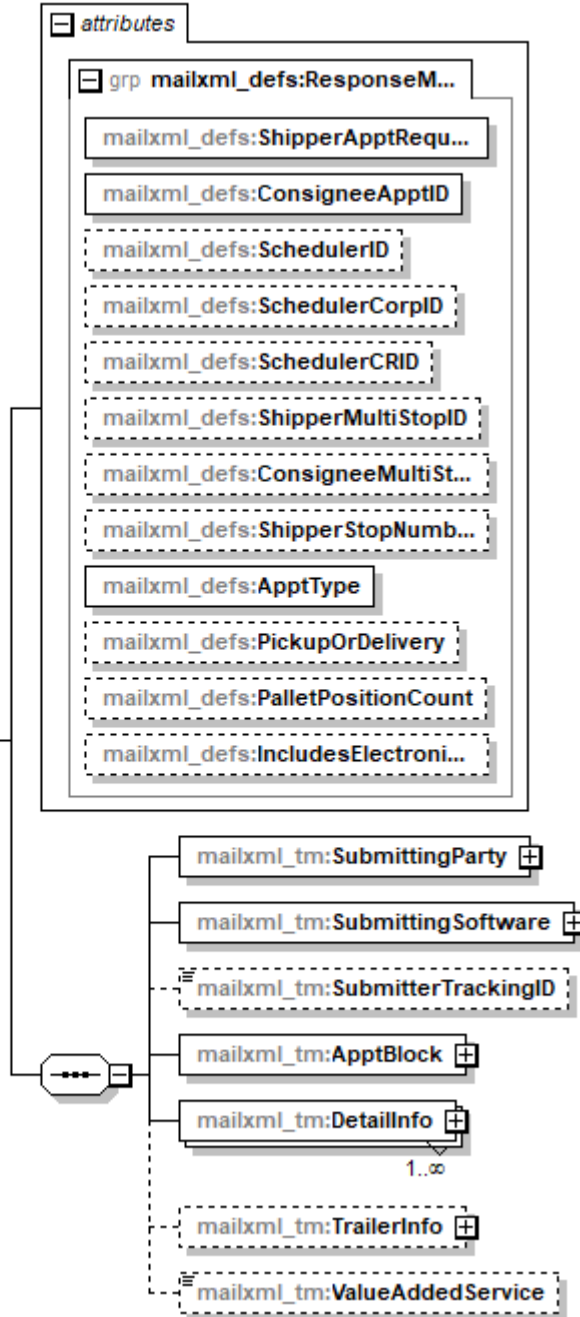 attributes
grp mailxml_defs:ResponseM...
mailxml_defs:ShipperApptRequ...
mailxml_defs:ConsigneeApptID
mailxml_defs:SchedulerID
mailxml_defs:SchedulerCorpID
mailxml_defs:SchedulerCRID
mailxml_defs:ShipperMultiStopID
mailxml_defs:ConsigneeMultiSt...
mailxml_defs:ShipperStopNumb...
mailxml_defs:ApptType
mailxml_defs:PickupOrDelivery
mailxml_defs:PalletPositionCount
mailxml_defs:IncludesElectroni...
mailxml_tm:SubmittingParty
mailxml_tm:SubmittingSoftware
mailxml_tm:SubmitterTrackingID
mailxml_tm:ApptBlock
mailxml_tm:DetailInfo
1..∞
mailxml_tm:TrailerInfo
mailxml_tm:ValueAddedService